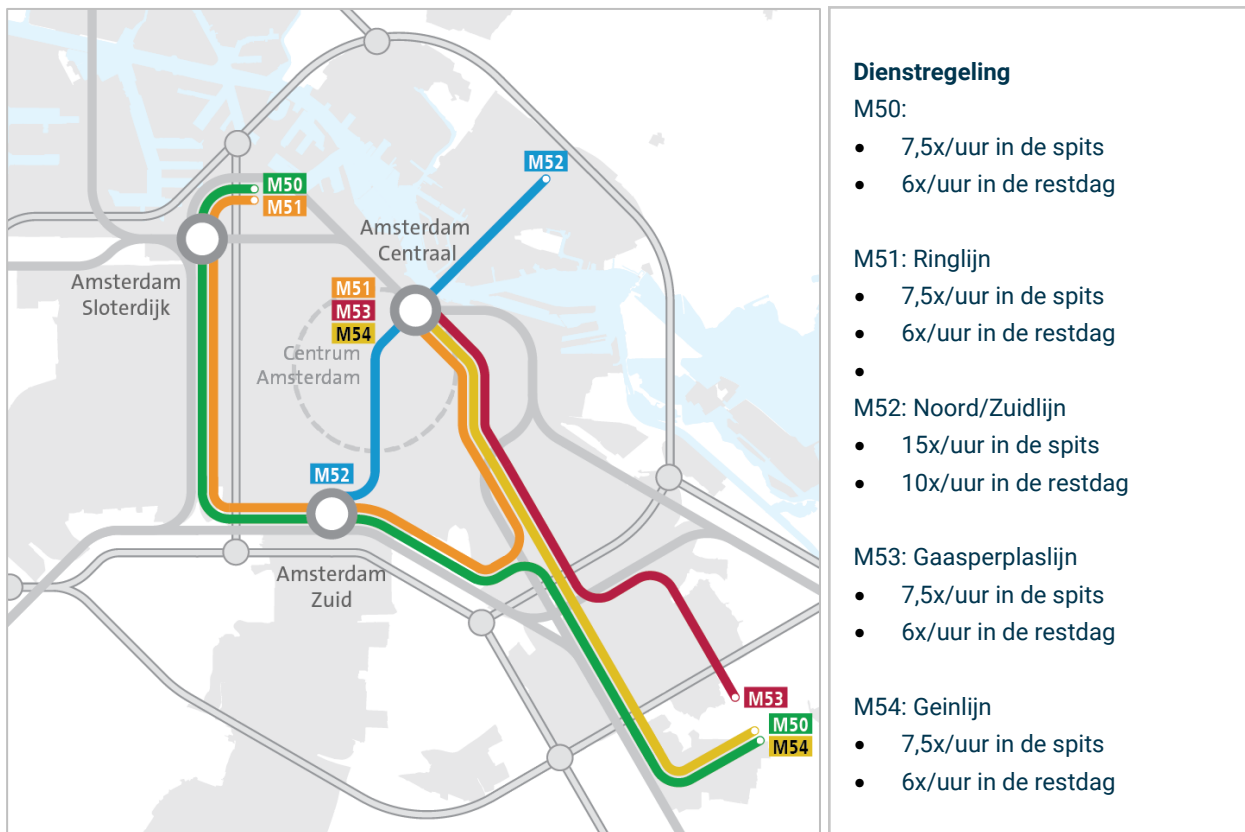 M52
M50
M51
Amsterdam
Centraal
Amsterdam
Sloterdijk
M51
M53
M54
Centrum
Amsterdam
M52
Amsterdam
Zuid
M53
M50
M54
Dienstregeling
M50:
• 7,5x/uur in de spits
• 6x/uur in de restdag
M51: Ringlijn
• 7,5x/uur in de spits
• 6x/uur in de restdag
•
M52: Noord/Zuidlijn
• 15x/uur in de spits
• 10x/uur in de restdag
M53: Gaasperplaslijn
• 7,5x/uur in de spits
• 6x/uur in de restdag
M54: Geinlijn
• 7,5x/uur in de spits
• 6x/uur in de restdag